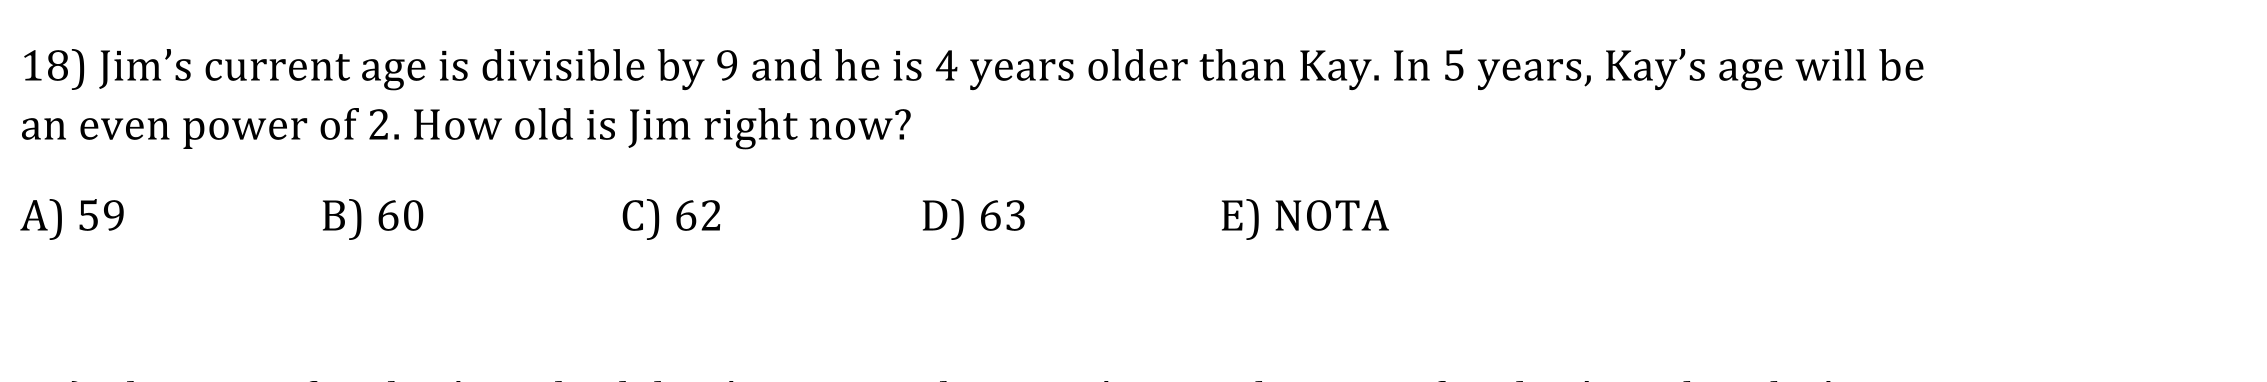 18) Jim’s current age is divisible by 9 and he is 4 years older than Kay. In 5 years, Kay’s age will be
an even power of 2. How old is Jim right now?
A) 59 B) 60 C) 62 D) 63 E) NOTA